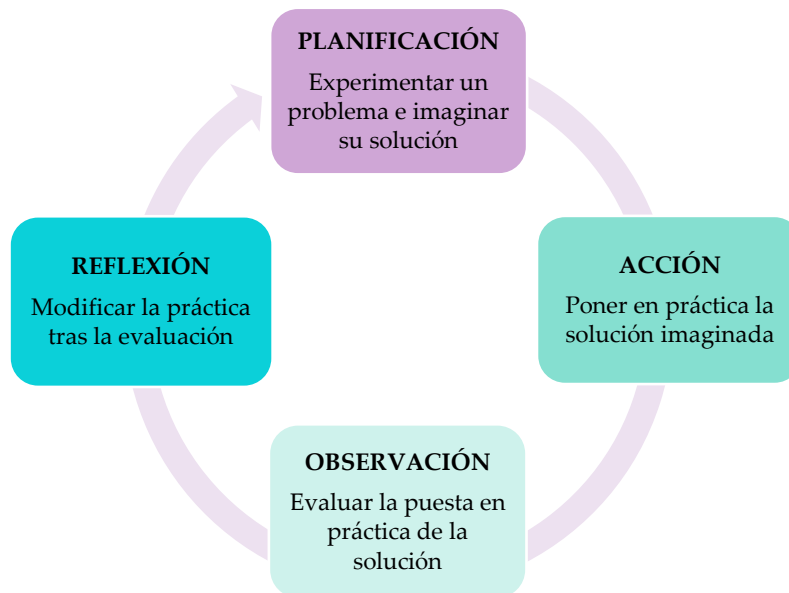 PLANIFICACIÓN
Experimentar un
problema e imaginar
su solución
ACCIÓN
Poner en práctica la
solución imaginada
OBSERVACIÓN
Evaluar la puesta en
práctica de la
solución
REFLEXIÓN
Modificar la práctica
tras la evaluación